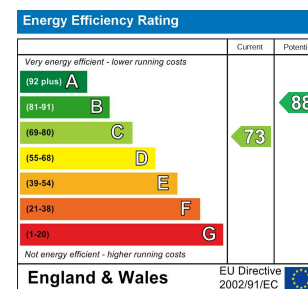 Energy Efficiency Rating
Current Potenti
Very energy efficient - lower running costs
(92 plus) A
(81-91) B
88
(69-80) C
73
(55-68) D
(39-54) E
(21-38) F
(1-20) G
Not energy efficient - higher running costs
England & Wales
EU Directive
2002/91/EC